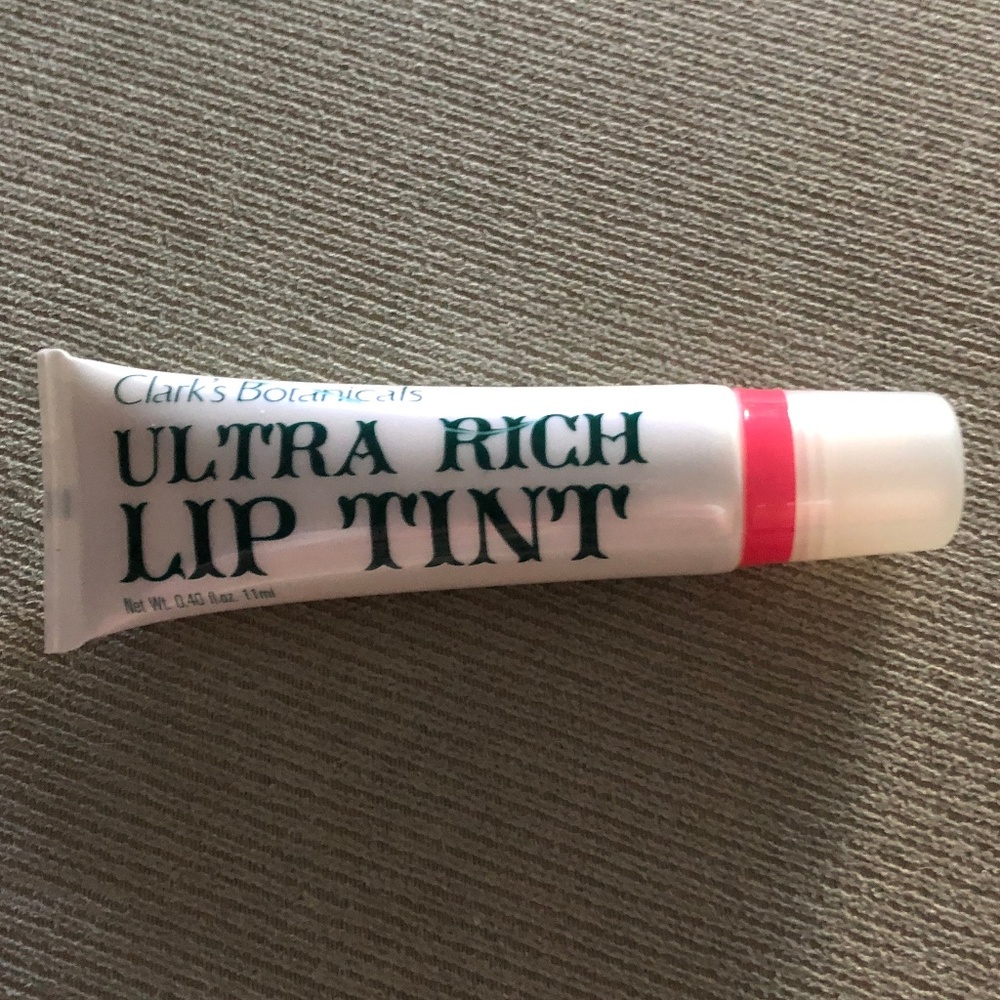 Clark's Botanicals
ULTRA RICH
LIP TINT
Net Wt. 0.40 fl.oz. 11ml